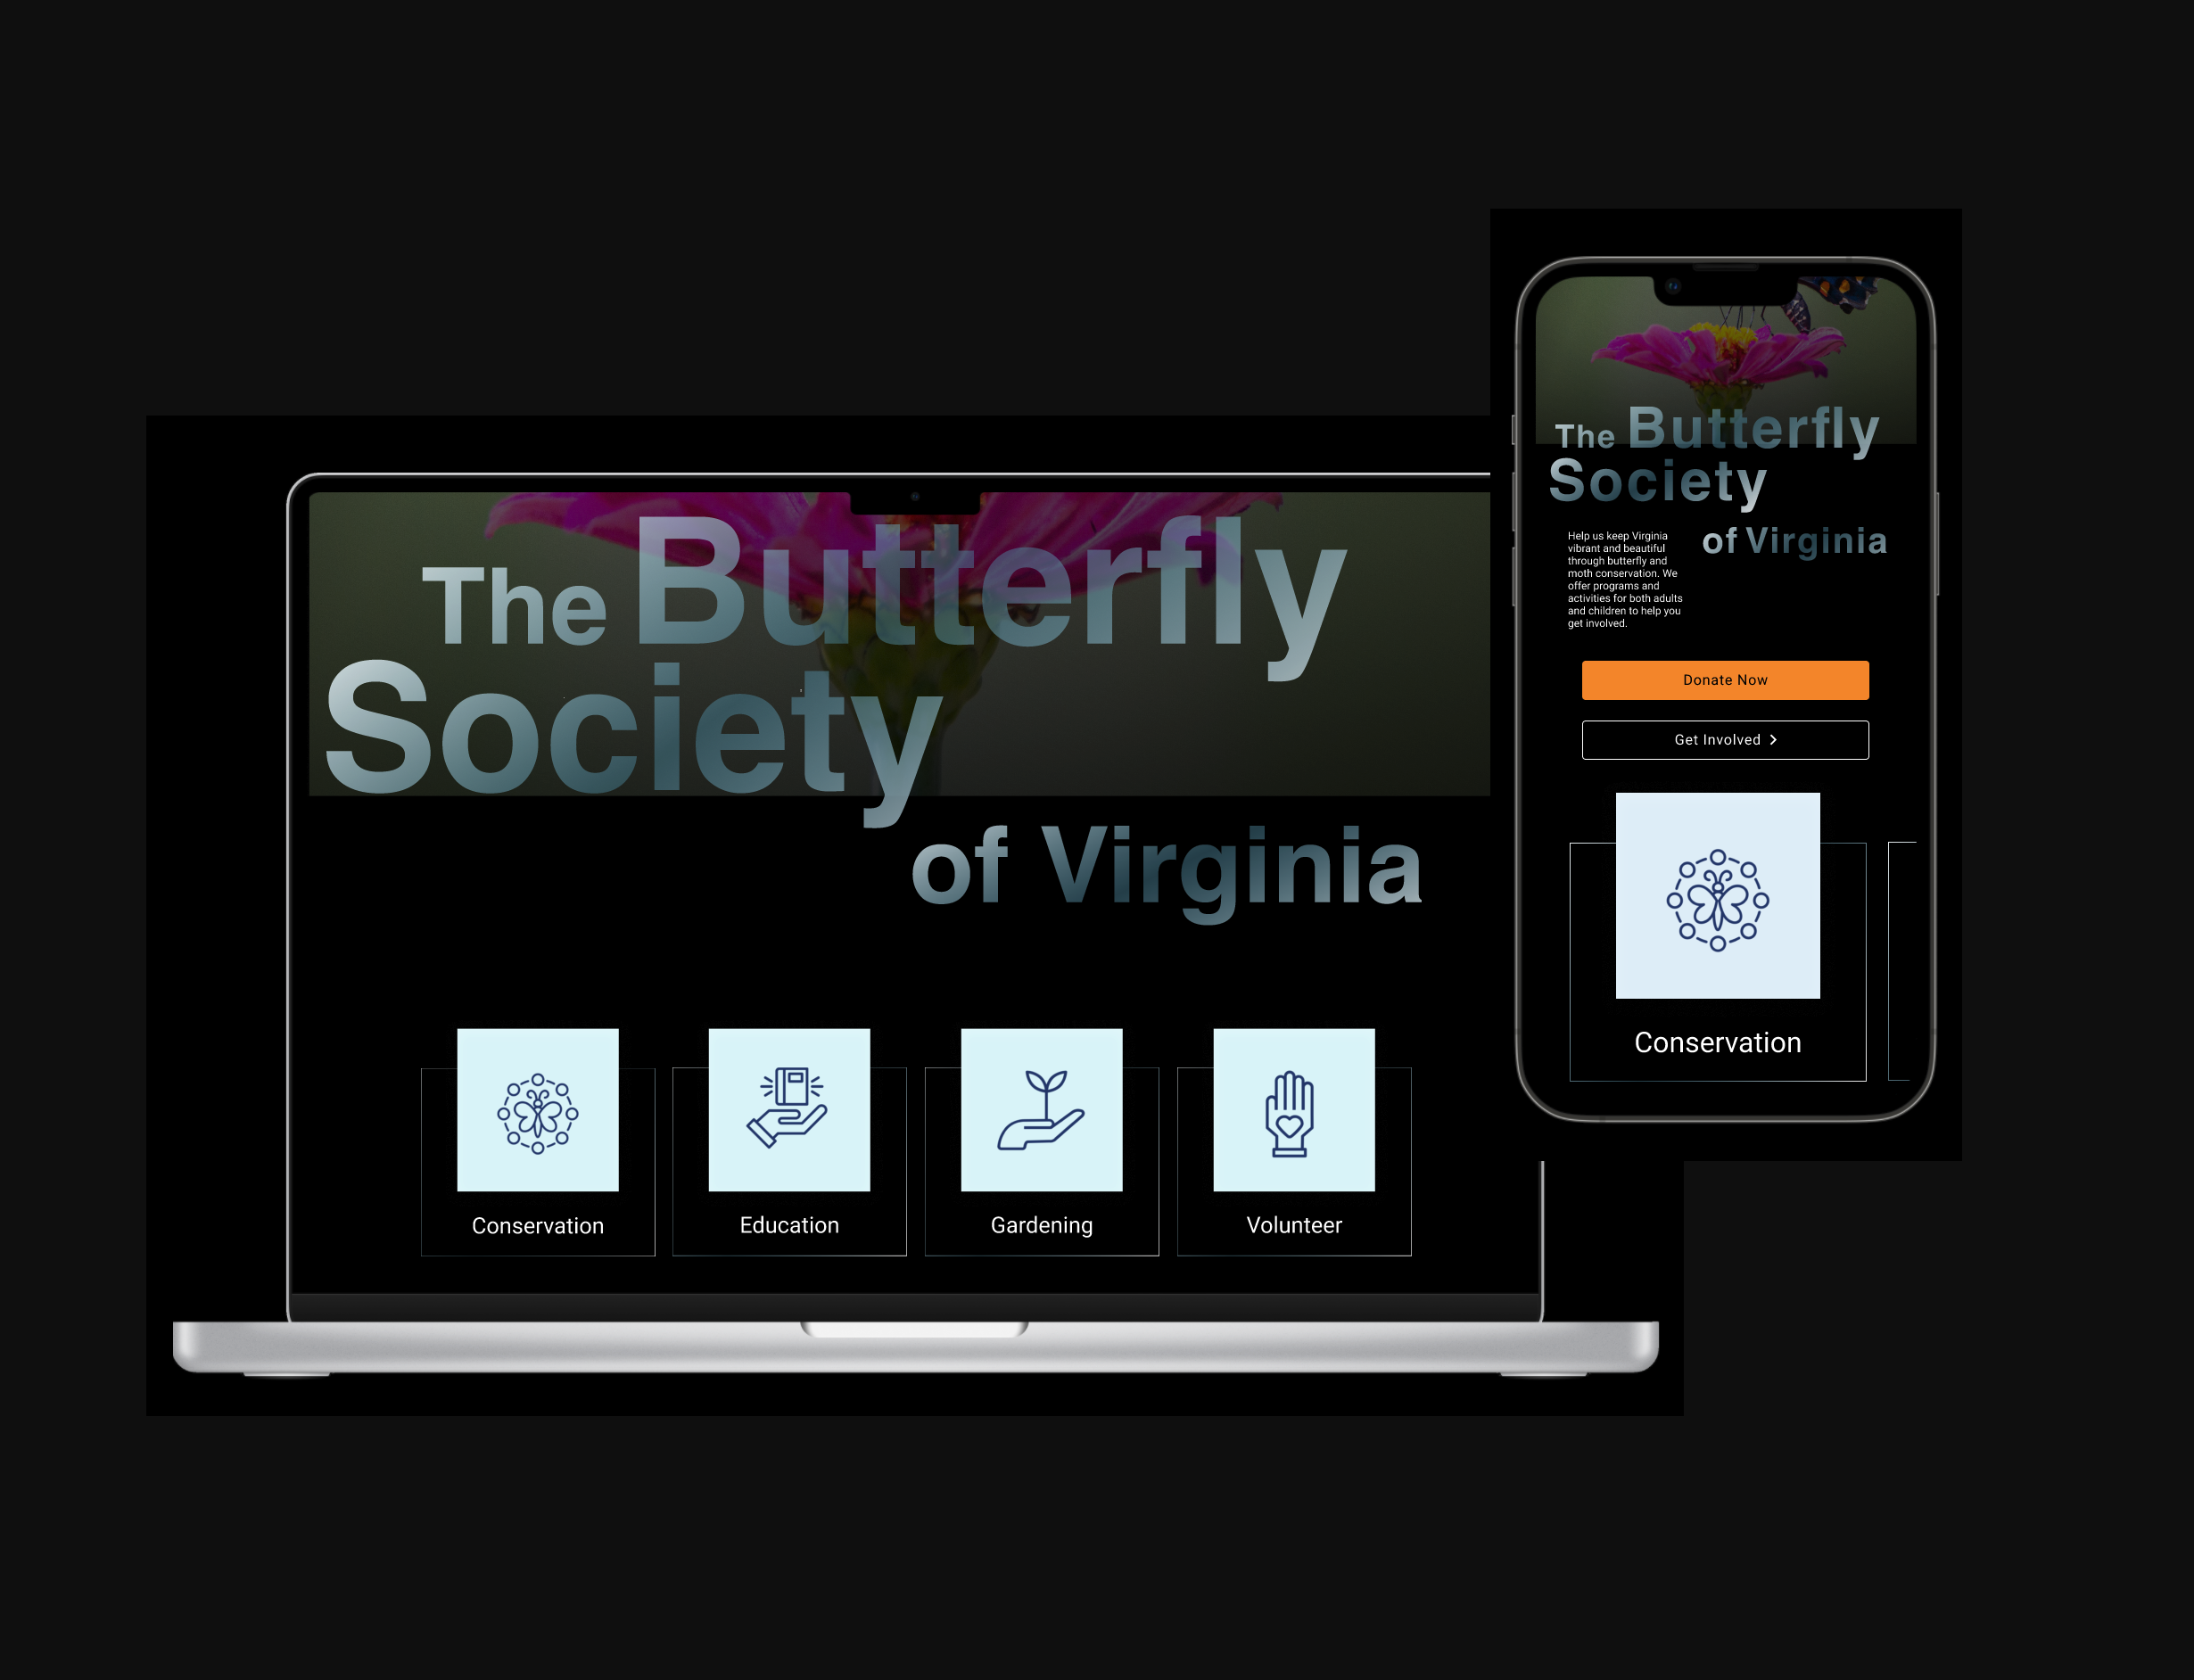 The Butterfly
Society
of Virginia
Conservation
Education
Gardening
Volunteer
The Butterfly
Society
of Virginia
Help us keep Virginia
vibrant and beautiful
through butterfly and
moth conservation. We
offer programs and
activities for both adults
and children to help you
get involved.
Donate Now
Get Involved
Conservation